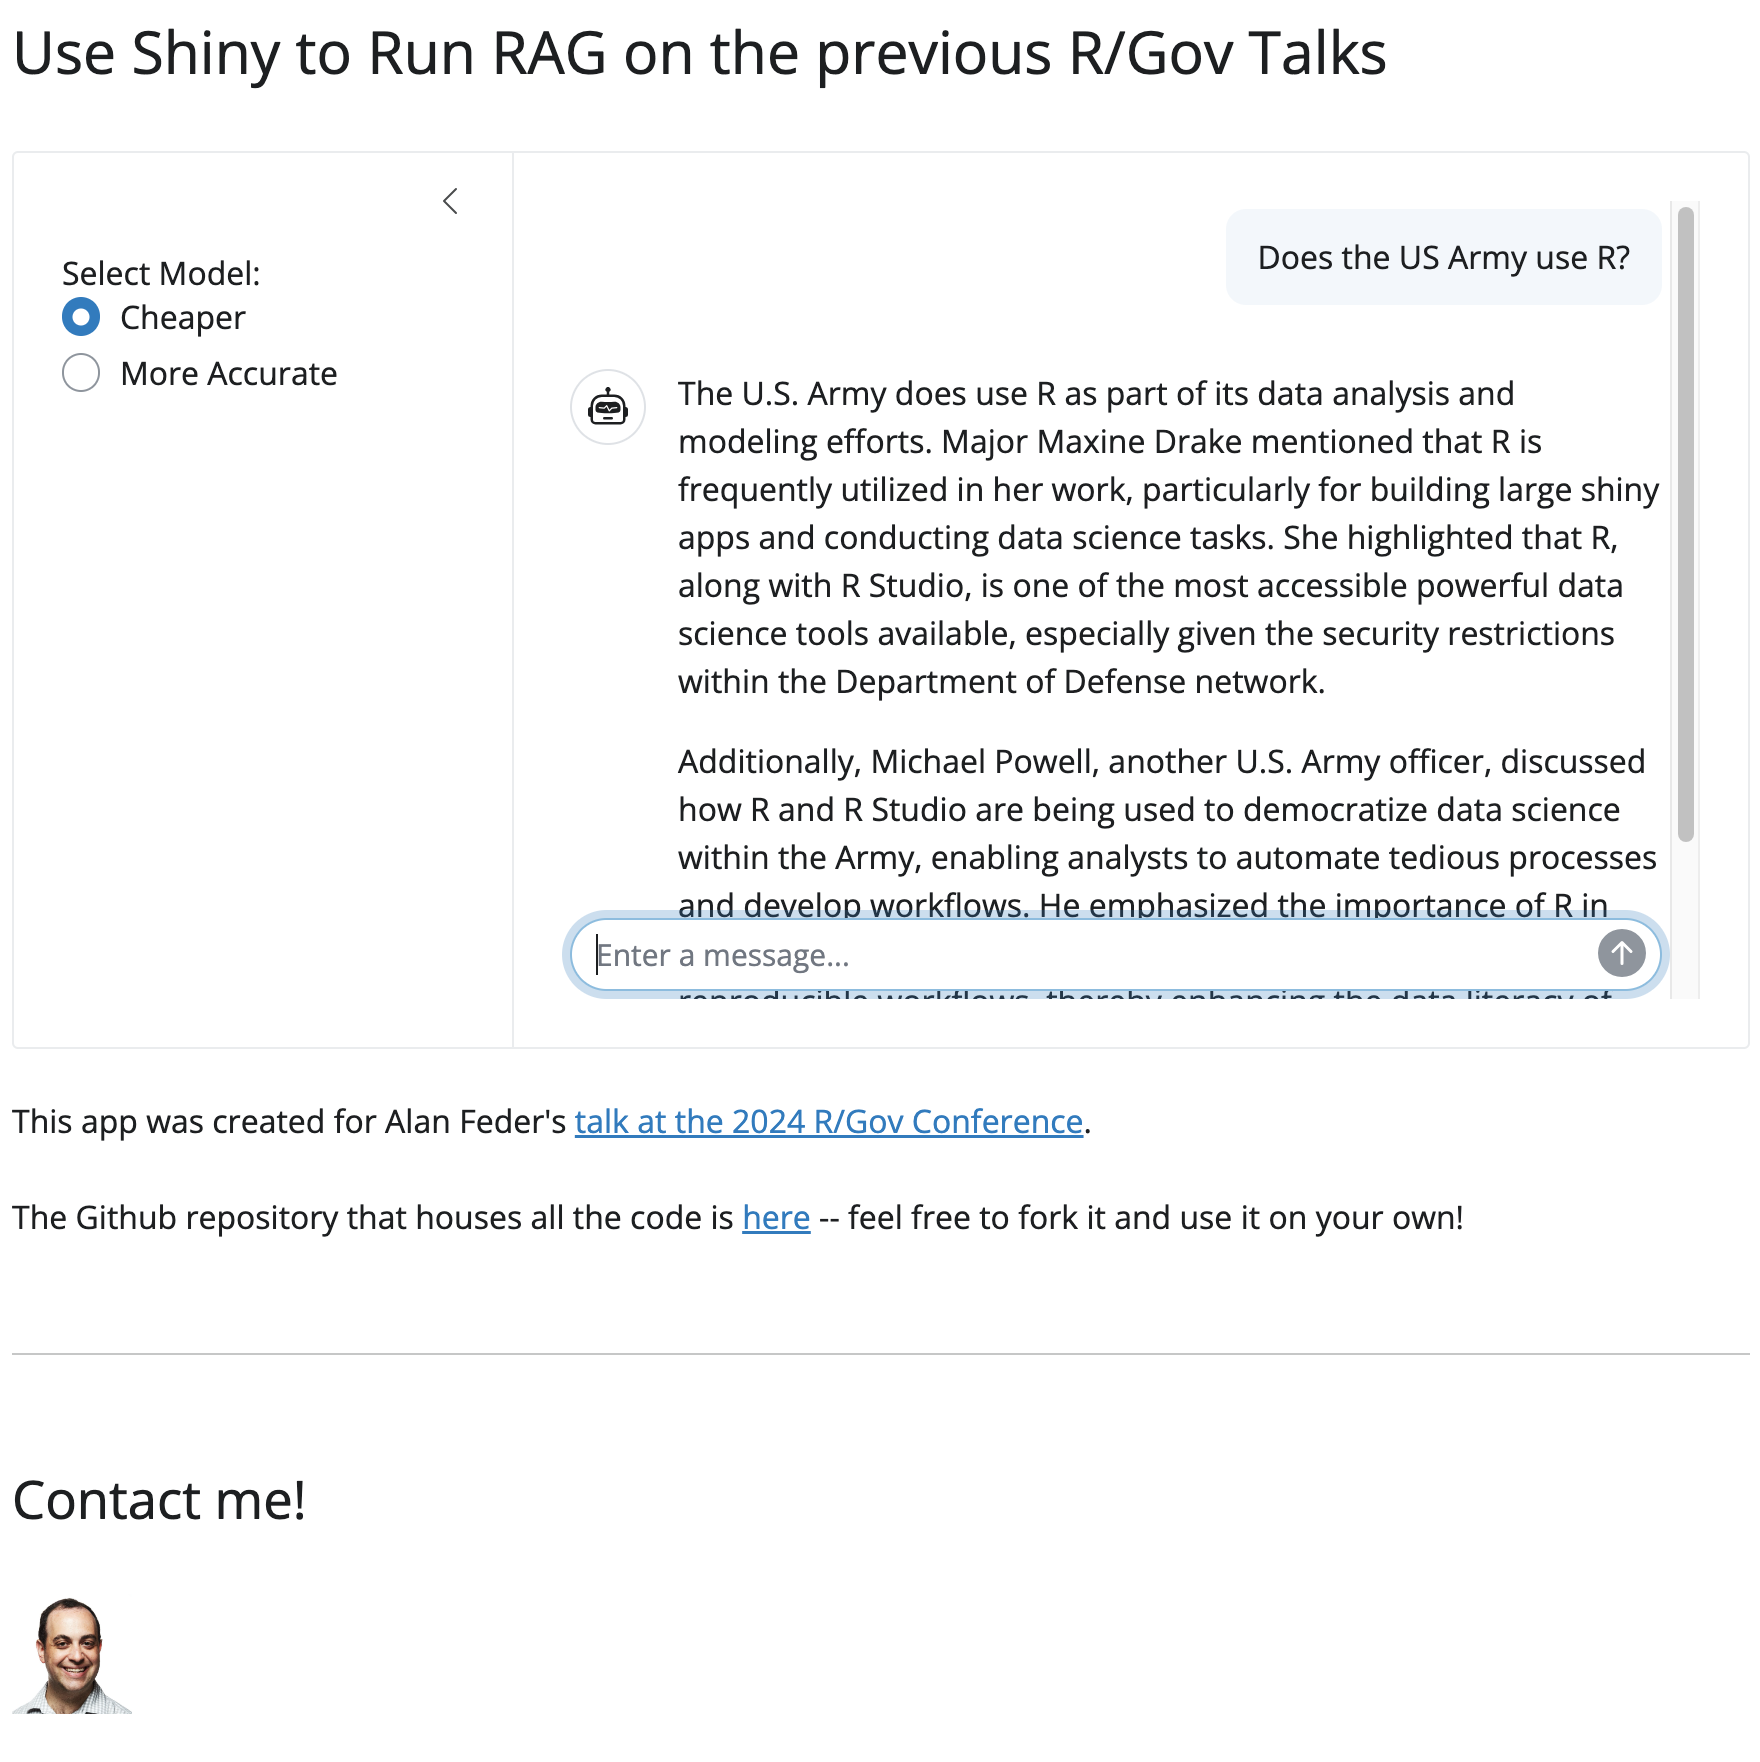 Use Shiny to Run RAG on the previous R/Gov Talks
Select Model:
Cheaper
More Accurate
Does the US Army use R?
The U.S. Army does use R as part of its data analysis and
modeling efforts. Major Maxine Drake mentioned that R is
frequently utilized in her work, particularly for building large shiny
apps and conducting data science tasks. She highlighted that R,
along with R Studio, is one of the most accessible powerful data
science tools available, especially given the security restrictions
within the Department of Defense network.
Additionally, Michael Powell, another U.S. Army officer, discussed
how R and R Studio are being used to democratize data science
within the Army, enabling analysts to automate tedious processes
and develop workflows. He emphasized the importance of R in
Enter a message...
reproducible workflows, thereby enhancing the data literacy of
This app was created for Alan Feder's talk at the 2024 R/Gov Conference.
The Github repository that houses all the code is here -- feel free to fork it and use it on your own!
Contact me!